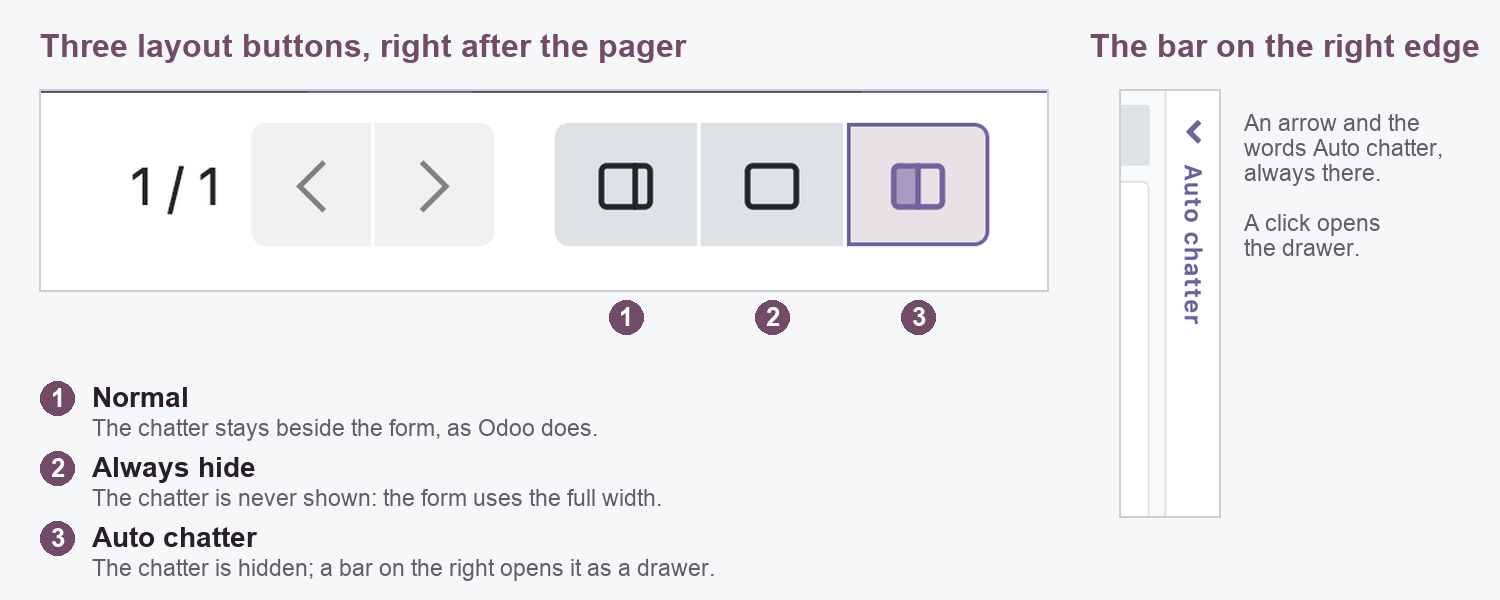 Three layout buttons, right after the pager
1 / 1
1
2
3
1 Normal
The chatter stays beside the form, as Odoo does.
2 Always hide
The chatter is never shown: the form uses the full width.
3 Auto chatter
The chatter is hidden; a bar on the right opens it as a drawer.
The bar on the right edge
Auto chatter
An arrow and the
words Auto chatter,
always there.
A click opens
the drawer.